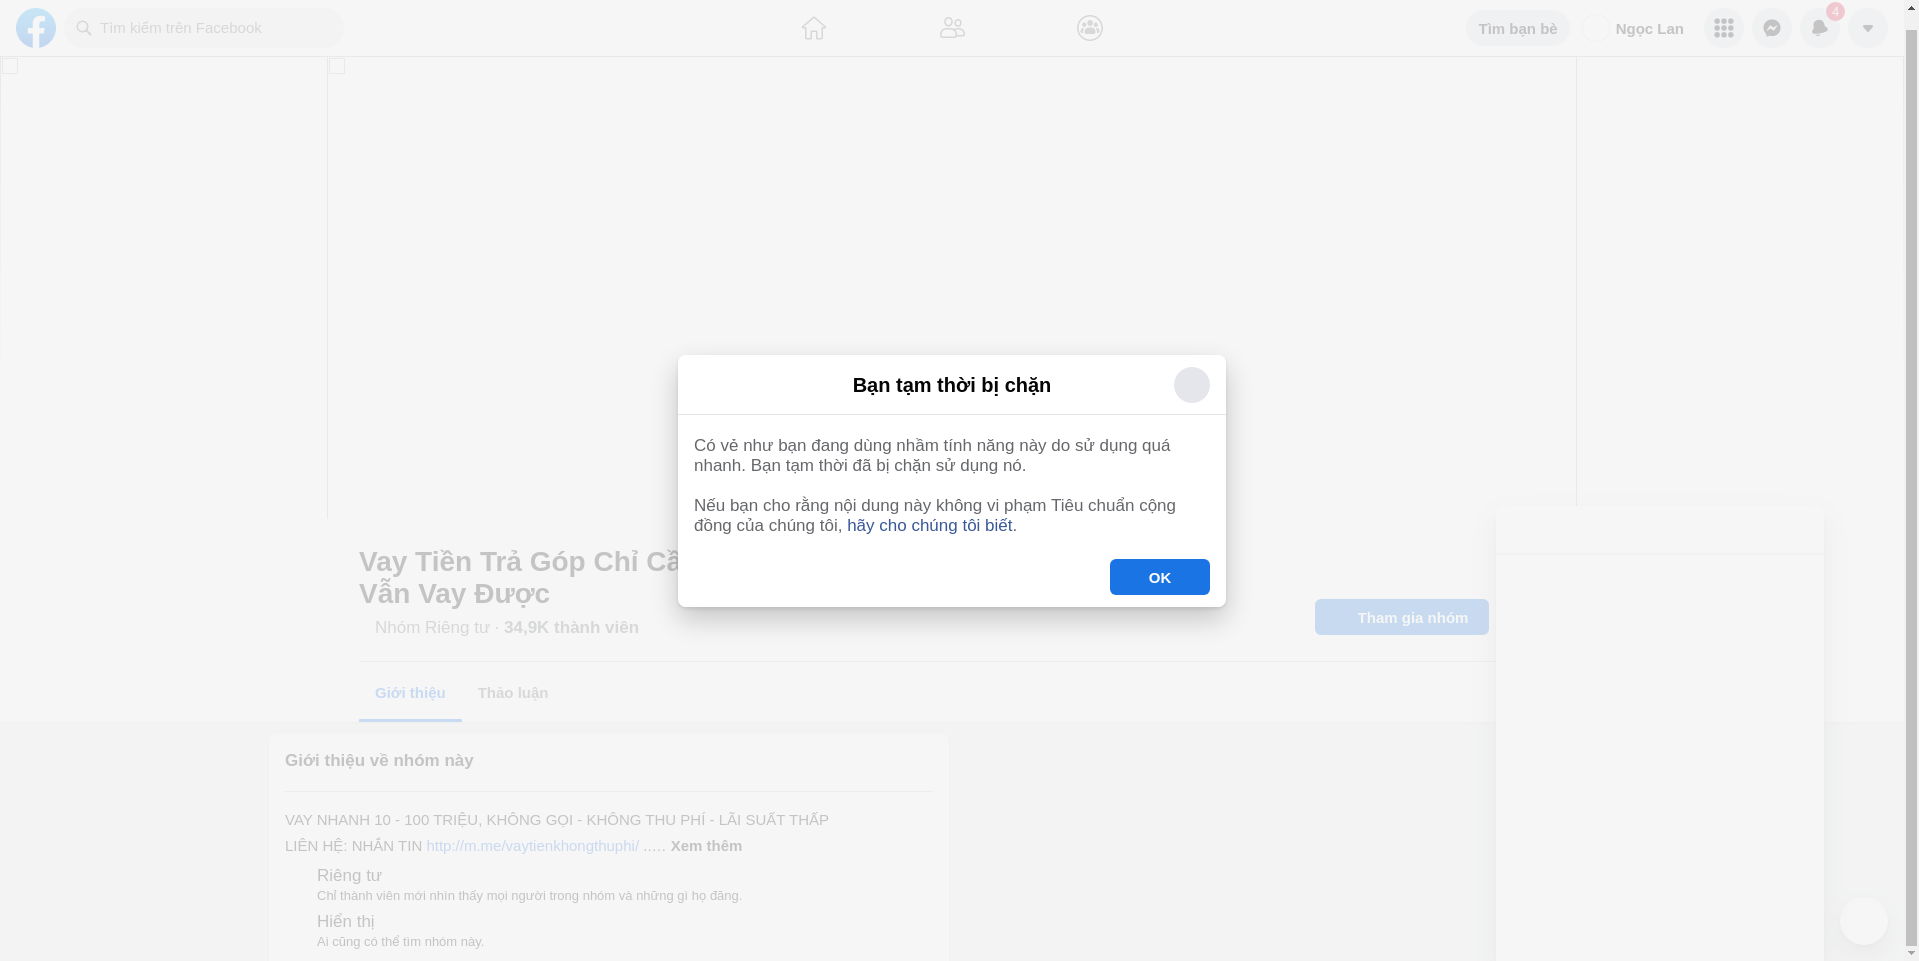 Tìm kiếm trên Facebook
Tìm bạn bè
Ngọc Lan
4
Bạn tạm thời bị chặn
Có vẻ như bạn đang dùng nhầm tính năng này do sử dụng quá
nhanh. Bạn tạm thời đã bị chặn sử dụng nó.
Nếu bạn cho rằng nội dung này không vi phạm Tiêu chuẩn cộng
đồng của chúng tôi, hãy cho chúng tôi biết.
OK
Vay Tiền Trả Góp Chỉ Cầ
Vẫn Vay Được
Nhóm Riêng tư · 34,9K thành viên
Tham gia nhóm
Giới thiệu
Thảo luận
Giới thiệu về nhóm này
VAY NHANH 10 - 100 TRIỆU, KHÔNG GỌI - KHÔNG THU PHÍ - LÃI SUẤT THẤP
LIÊN HỆ: NHẮN TIN http://m.me/vaytienkhongthuphi/ ..... Xem thêm
Riêng tư
Chỉ thành viên mới nhìn thấy mọi người trong nhóm và những gì họ đăng.
Hiển thị
Ai cũng có thể tìm nhóm này.